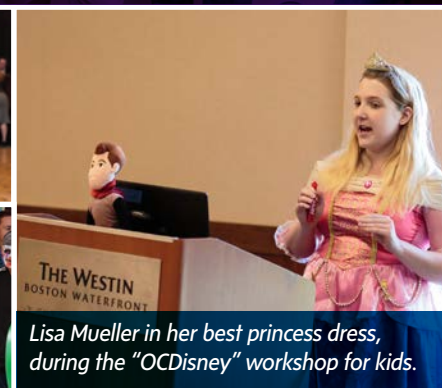 THE WESTIN
BOSTON WATERFRONT
Lisa Mueller in her best princess dress,
during the “OCDisney” workshop for kids.